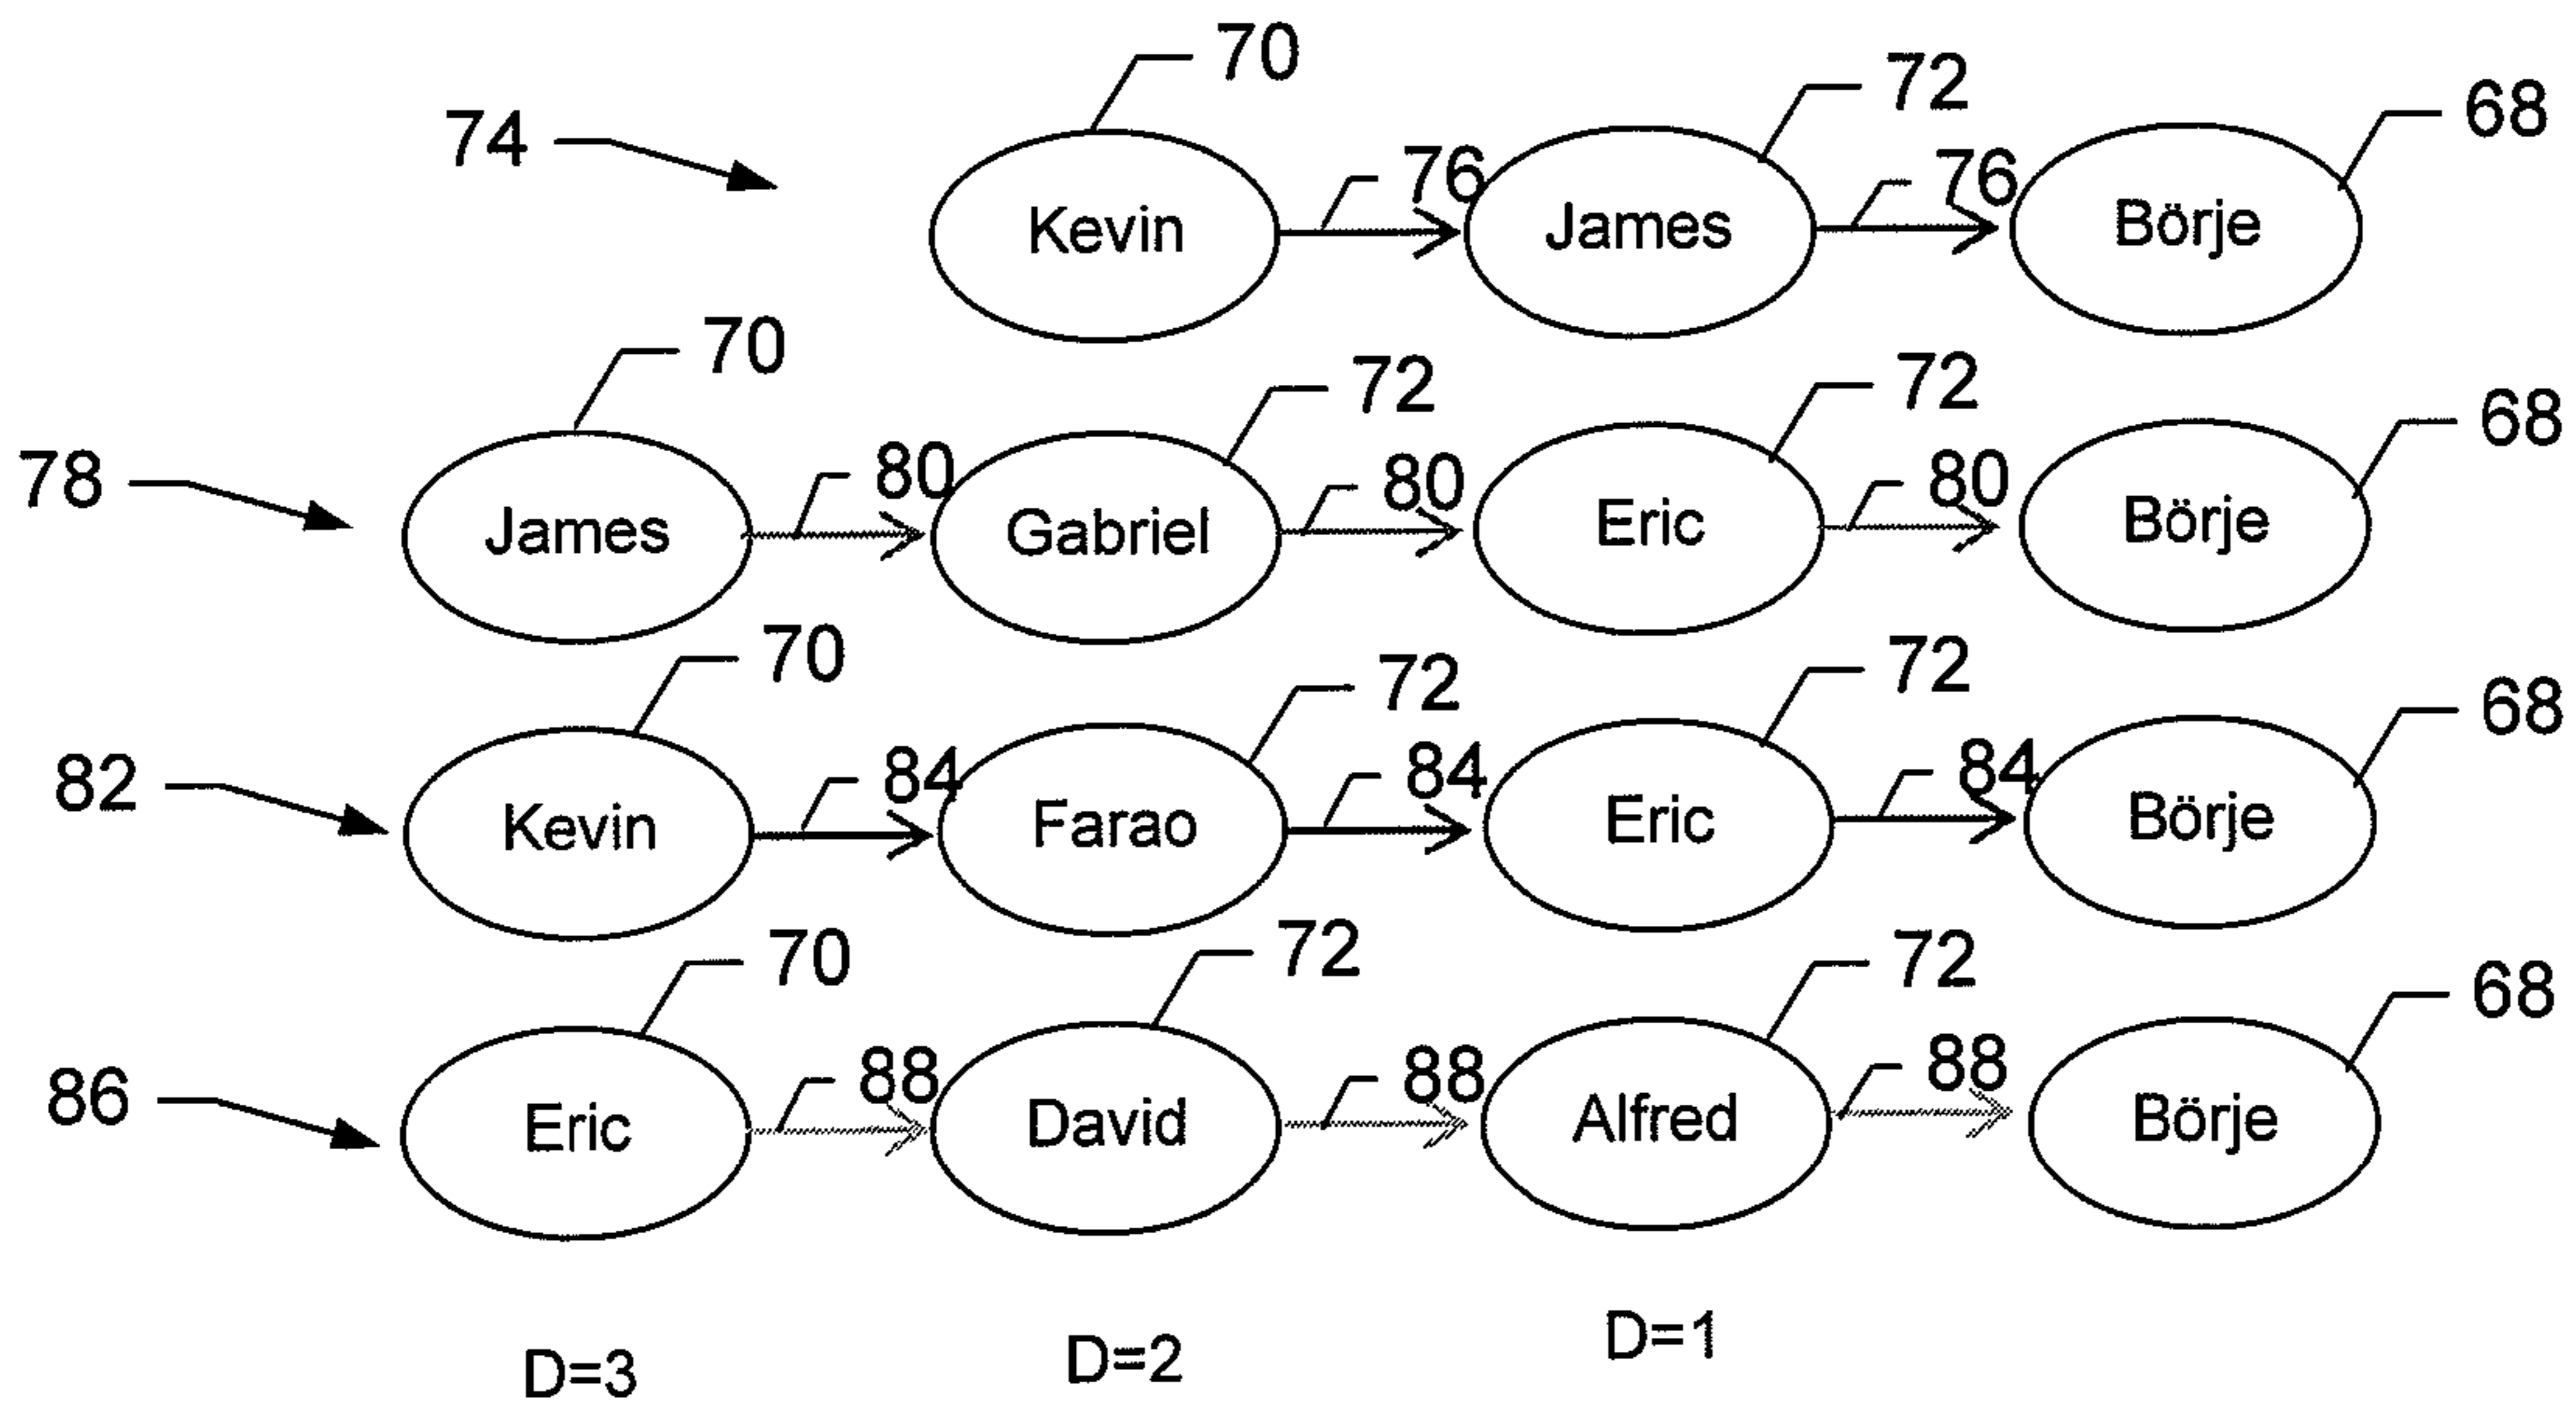 70 72 68
74 76 76
Kevin James Börje
70 72 72 68
78 80 80 80
James Gabriel Eric Börje
70 72 72 68
82 84 84 84
Kevin Farao Eric Börje
70 72 72 68
86 88 88 88
Eric David Alfred Börje
D=3 D=2 D=1